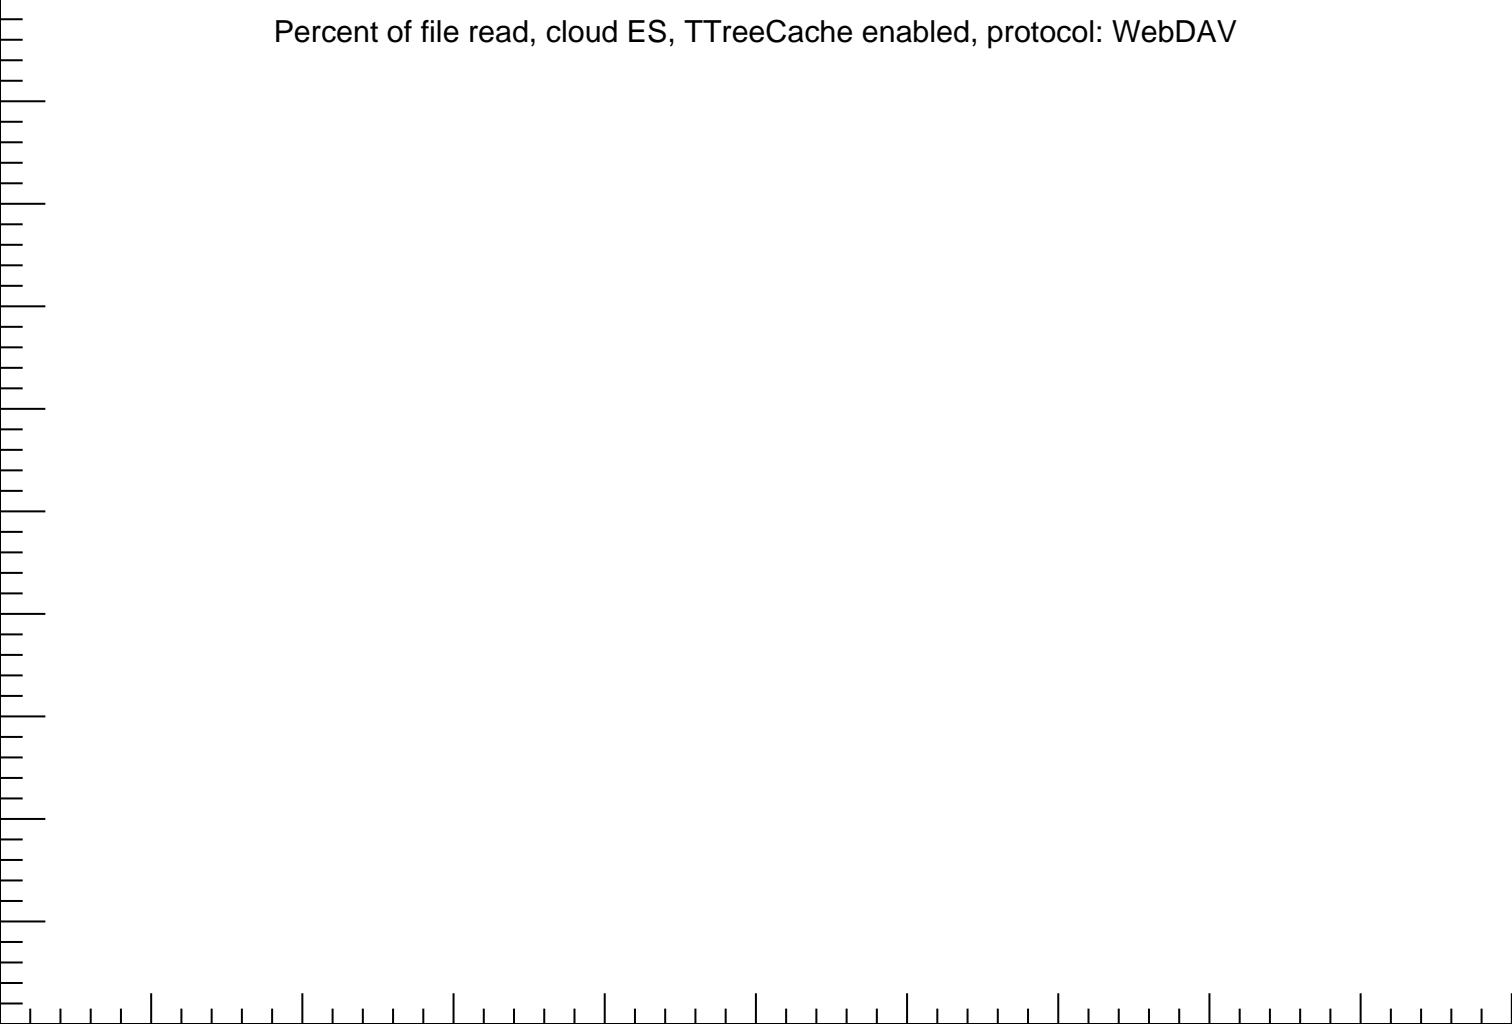 Percent of file read, cloud ES, TTreeCache enabled, protocol: WebDAV